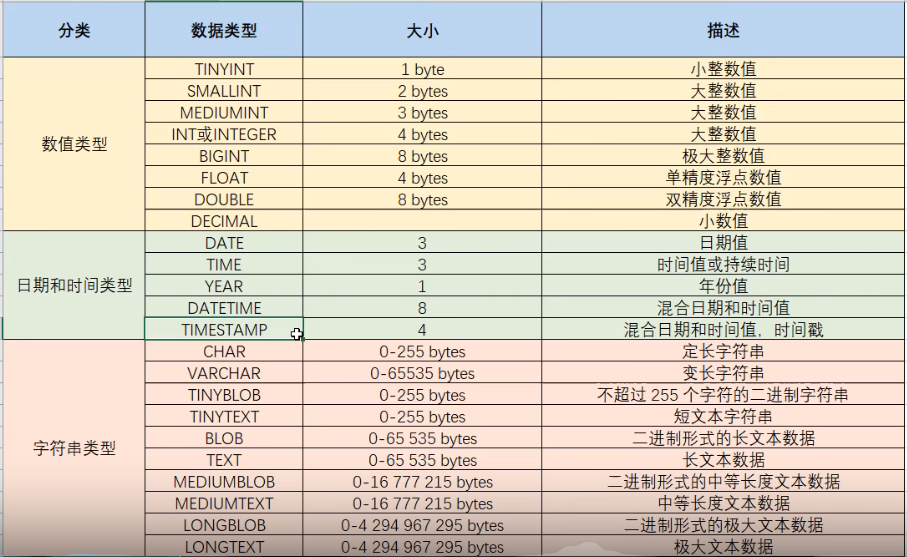 分类 数据类型 大小 描述
TINYINT 1 byte 小整数值
SMALLINT 2 bytes 大整数值
MEDIUMINT 3 bytes 大整数值
数值类型 INT或INTEGER 4 bytes 大整数值
BIGINT 8 bytes 极大整数值
FLOAT 4 bytes 单精度浮点数值
DOUBLE 8 bytes 双精度浮点数值
DECIMAL 小数值
DATE 3 日期值
TIME 3 时间值或持续时间
日期和时间类型 YEAR 1 年份值
DATETIME 8 混合日期和时间值
TIMESTAMP 4 混合日期和时间值，时间戳
CHAR 0-255 bytes 定长字符串
VARCHAR 0-65535 bytes 变长字符串
TINYBLOB 0-255 bytes 不超过 255 个字符的二进制字符串
TINYTEXT 0-255 bytes 短文本字符串
字符串类型 BLOB 0-65 535 bytes 二进制形式的长文本数据
TEXT 0-65 535 bytes 长文本数据
MEDIUMBLOB 0-16 777 215 bytes 二进制形式的中等长度文本数据
MEDIUMTEXT 0-16 777 215 bytes 中等长度文本数据
LONGBLOB 0-4 294 967 295 bytes 二进制形式的极大文本数据
LONGTEXT 0-4 294 967 295 bytes 极大文本数据